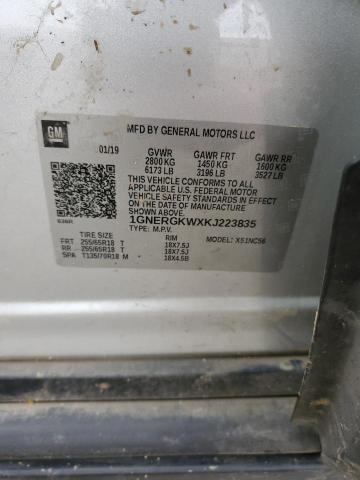 GM
MFD BY GENERAL MOTORS LLC
01/19 GVWR GAWR FRT GAWR RR
2800 KG 1450 KG 1600 KG
6173 LB 3196 LB 3527 LB
THIS VEHICLE CONFORMS TO ALL
APPLICABLE U.S. FEDERAL MOTOR
VEHICLE SAFETY AND BUMPER STANDARDS
IN EFFECT ON THE DATE OF
MANUFACTURE SHOWN ABOVE.
1GNERGKWXKJ223835
TYPE: M.P.V. MODEL: X51NC56
TIRE SIZE RIM
FRT 255/65R18 T 18X7.5J
RR 255/65R18 T 18X7.5J
SPA T135/70R18 M 18X4.5B